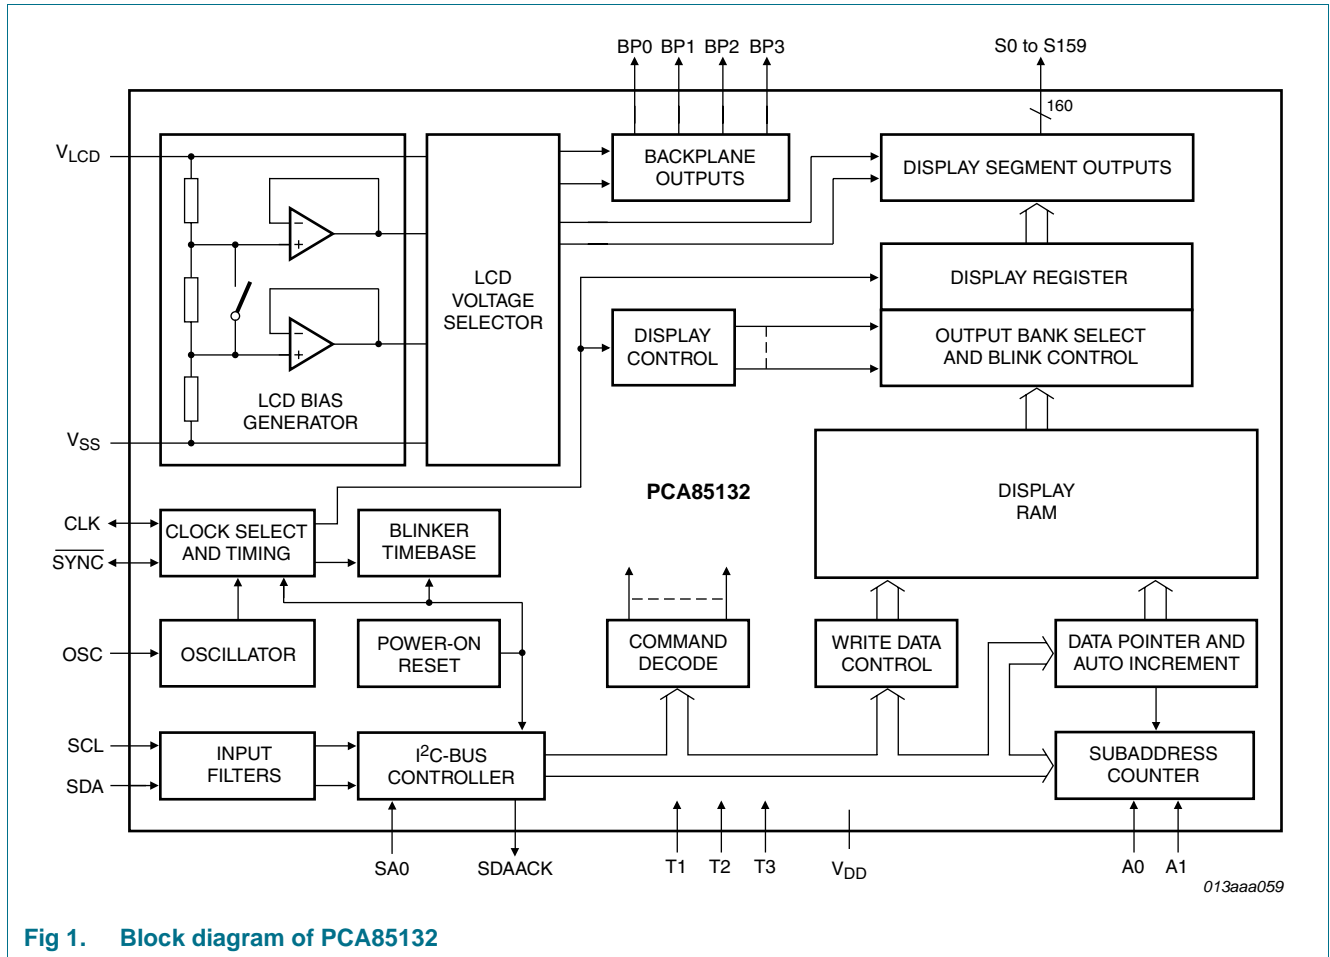 BP0 BP1 BP2 BP3
S0 to S159
160
VLCD
BACKPLANE
OUTPUTS
DISPLAY SEGMENT OUTPUTS
LCD
VOLTAGE
SELECTOR
DISPLAY REGISTER
DISPLAY
CONTROL
OUTPUT BANK SELECT
AND BLINK CONTROL
LCD BIAS
GENERATOR
VSS
PCA85132
DISPLAY
RAM
CLK
SYNC
CLOCK SELECT
AND TIMING
BLINKER
TIMEBASE
OSC
OSCILLATOR
POWER-ON
RESET
COMMAND
DECODE
WRITE DATA
CONTROL
DATA POINTER AND
AUTO INCREMENT
SCL
SDA
INPUT
FILTERS
I2C-BUS
CONTROLLER
SUBADDRESS
COUNTER
SA0
SDAACK
T1 T2 T3
VDD
A0 A1
013aaa059
Fig 1. Block diagram of PCA85132